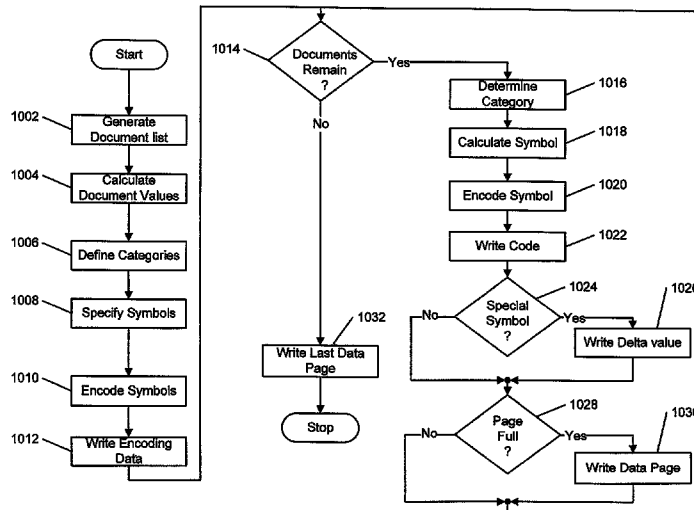 Start
1002
Generate
Document list
1004
Calculate
Document Values
1006
Define Categories
1008
Specify Symbols
1010
Encode Symbols
1012
Write Encoding
Data
1014
Documents
Remain
?
Yes
No
1032
Write Last Data
Page
Stop
Determine
Category
1016
Calculate Symbol
1018
Encode Symbol
1020
Write Code
1022
Special
Symbol
?
1024
No
Yes
1026
Write Delta value
Page
Full
?
1028
No
Yes
1030
Write Data Page